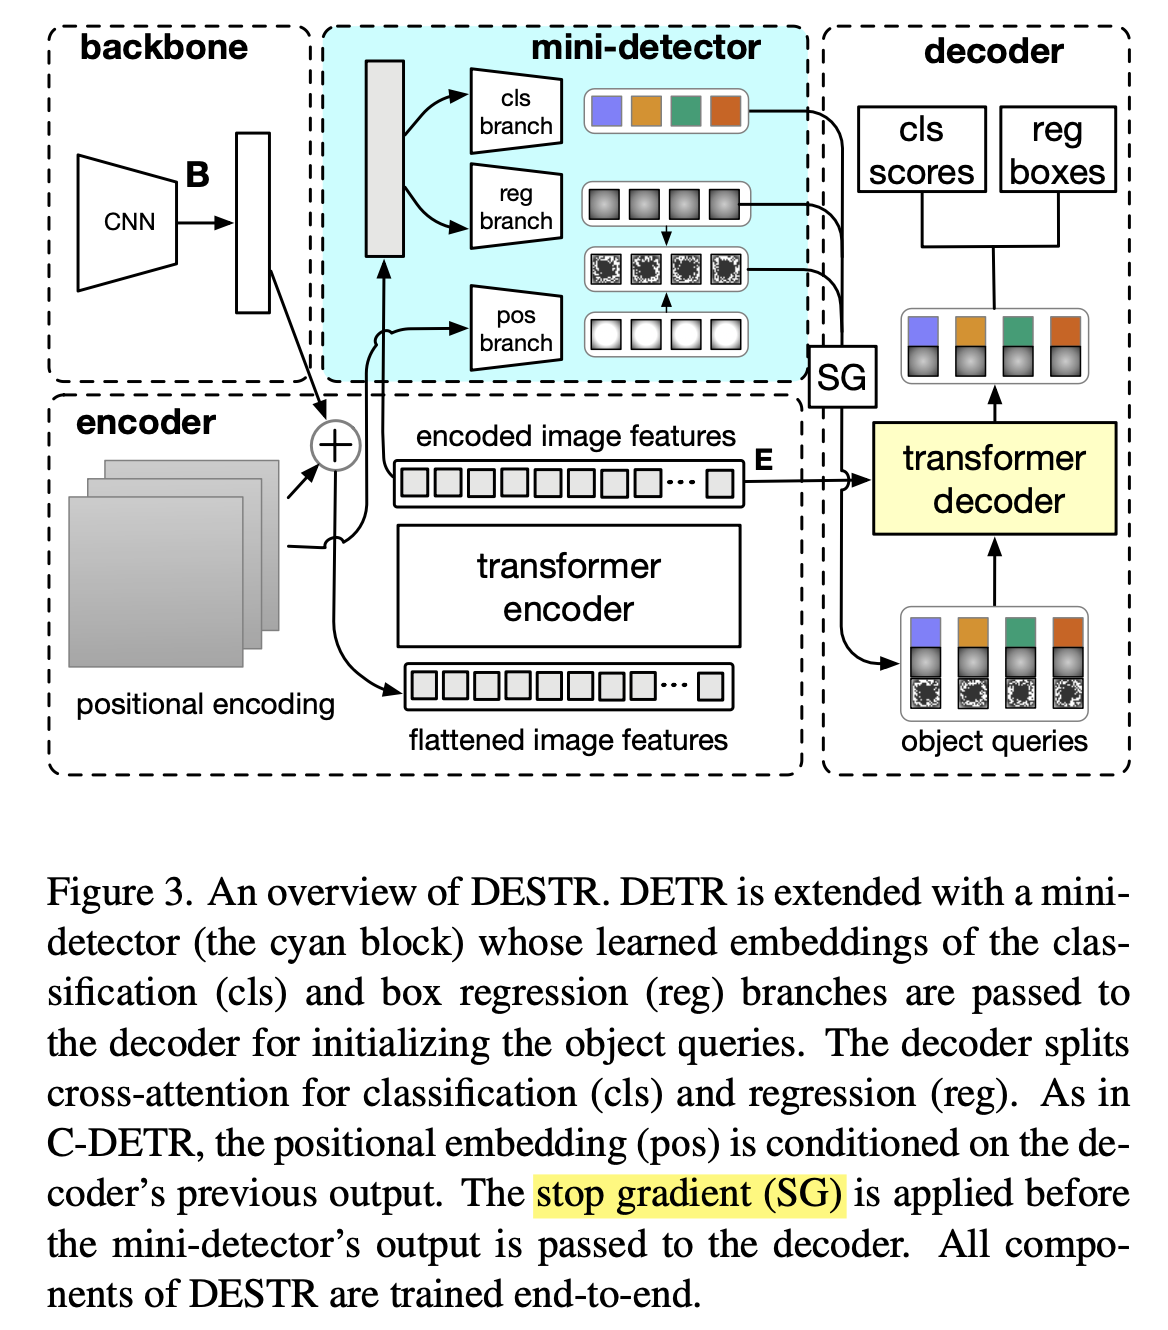 backbone
mini-detector
decoder
CNN
B
cls
branch
reg
branch
pos
branch
cls
scores
reg
boxes
SG
encoder
positional encoding
encoded image features
E
transformer
encoder
flattened image features
transformer
decoder
object queries
Figure 3. An overview of DESTR. DETR is extended with a mini-
detector (the cyan block) whose learned embeddings of the clas-
sification (cls) and box regression (reg) branches are passed to
the decoder for initializing the object queries. The decoder splits
cross-attention for classification (cls) and regression (reg). As in
C-DETR, the positional embedding (pos) is conditioned on the de-
coder's previous output. The stop gradient (SG) is applied before
the mini-detector's output is passed to the decoder. All compo-
nents of DESTR are trained end-to-end.